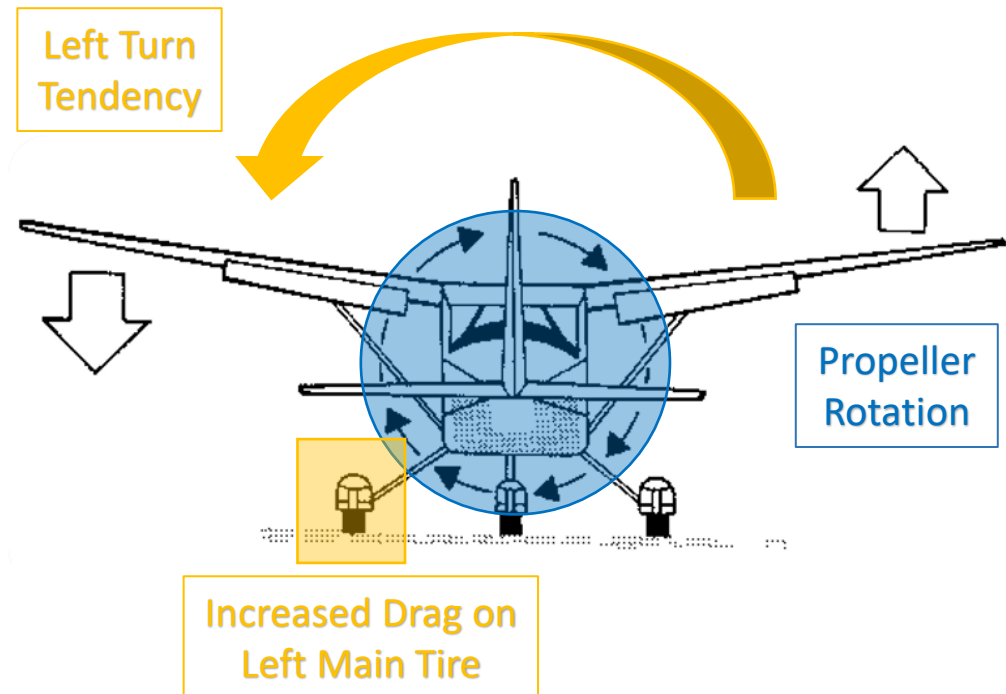 Left Turn
Tendency
Propeller
Rotation
Increased Drag on
Left Main Tire